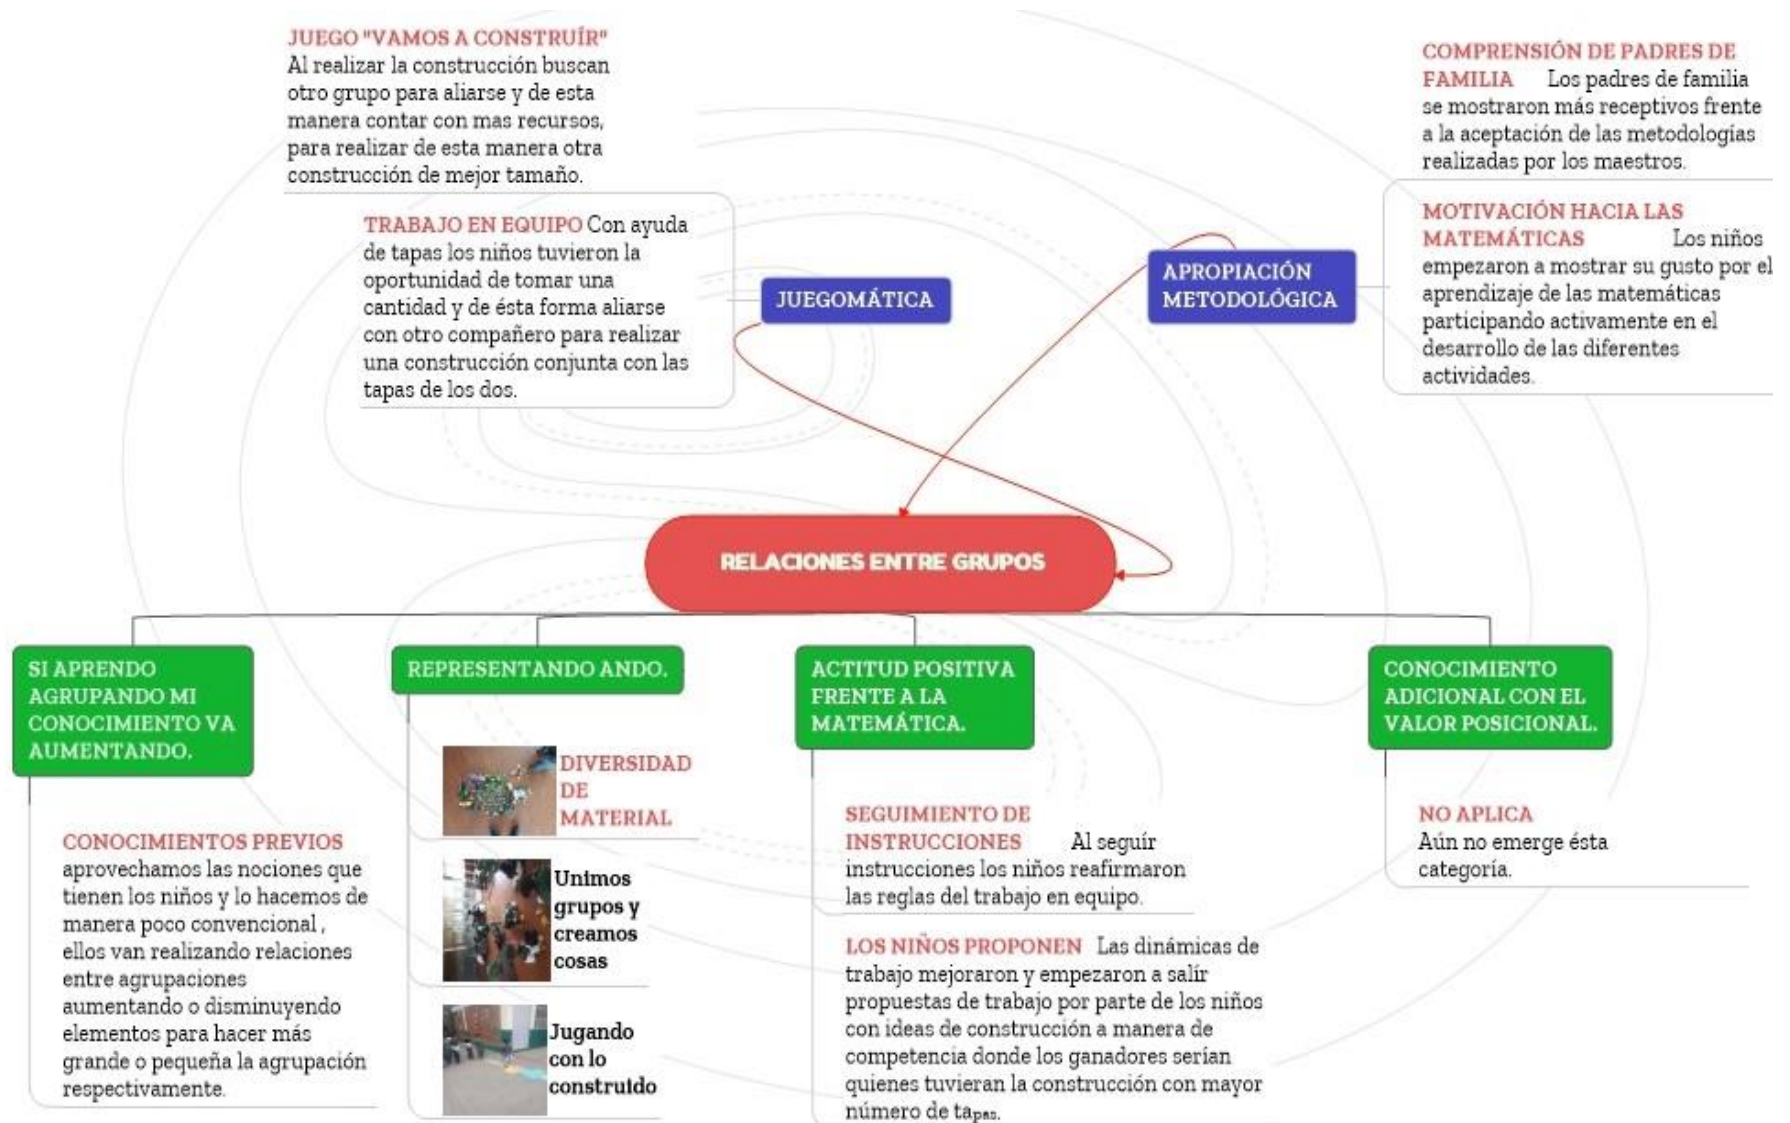 JUEGO "VAMOS A CONSTRUÍR"
Al realizar la construcción buscan
otro grupo para aliarse y de esta
manera contar con mas recursos,
para realizar de esta manera otra
construcción de mejor tamaño.
TRABAJO EN EQUIPO Con ayuda
de tapas los niños tuvieron la
oportunidad de tomar una
cantidad y de ésta forma aliarse
con otro compañero para realizar
una construcción conjunta con las
tapas de los dos.
JUEGOMÁTICA
APROPIACIÓN
METODOLÓGICA
COMPRENSIÓN DE PADRES DE
FAMILIA Los padres de familia
se mostraron más receptivos frente
a la aceptación de las metodologías
realizadas por los maestros.
MOTIVACIÓN HACIA LAS
MATEMÁTICAS Los niños
empezaron a mostrar su gusto por el
aprendizaje de las matemáticas
participando activamente en el
desarrollo de las diferentes
actividades.
RELACIONES ENTRE GRUPOS
SI APRENDO
AGRUPANDO MI
CONOCIMIENTO VA
AUMENTANDO.
CONOCIMIENTOS PREVIOS
aprovechamos las nociones que
tienen los niños y lo hacemos de
manera poco convencional ,
ellos van realizando relaciones
entre agrupaciones
aumentando o disminuyendo
elementos para hacer más
grande o pequeña la agrupación
respectivamente.
REPRESENTANDO ANDO.
DIVERSIDAD
DE
MATERIAL
Unimos
grupos y
creamos
cosas
Jugando
con lo
construido
ACTITUD POSITIVA
FRENTE A LA
MATEMÁTICA.
SEGUIMIENTO DE
INSTRUCCIONES Al seguír
instrucciones los niños reafirmaron
las reglas del trabajo en equipo.
LOS NIÑOS PROPONEN Las dinámicas de
trabajo mejoraron y empezaron a salír
propuestas de trabajo por parte de los niños
con ideas de construcción a manera de
competencia donde los ganadores serían
quienes tuvieran la construcción con mayor
número de tapas.
CONOCIMIENTO
ADICIONAL CON EL
VALOR POSICIONAL.
NO APLICA
Aún no emerge ésta
categoría.